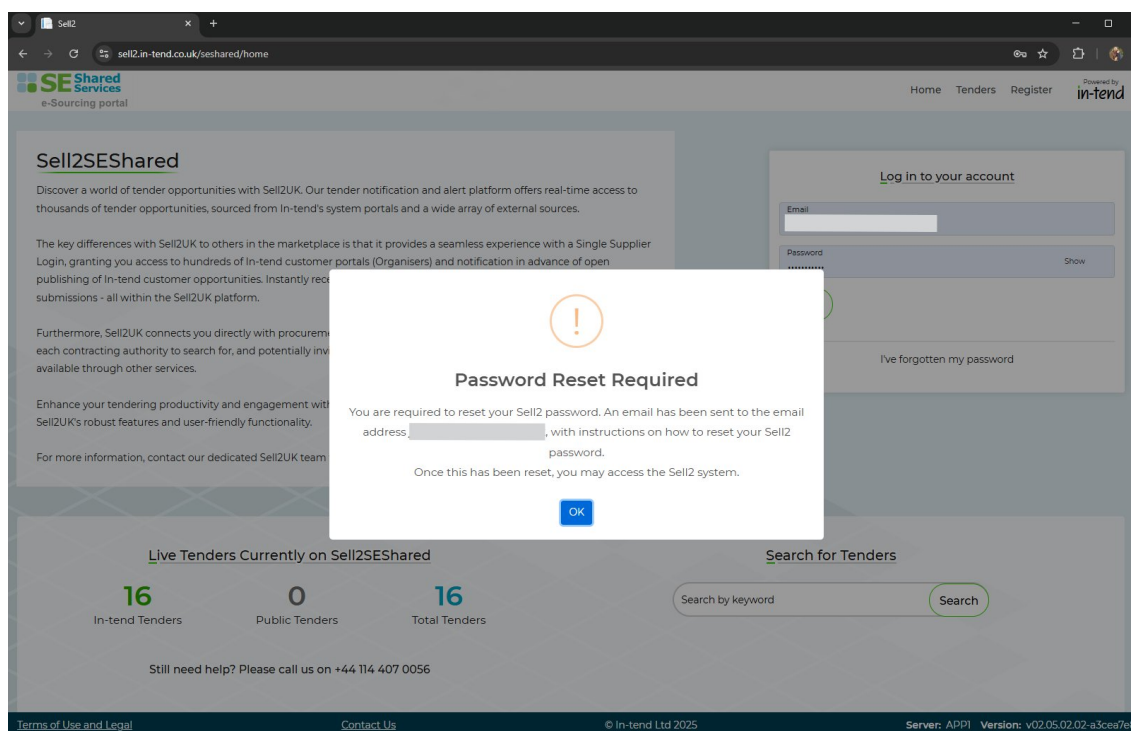 Sell2
sell2.in-tend.co.uk/seshared/home
SE Shared Services
e-Sourcing portal
Home Tenders Register
Powered by
in-tend
Sell2SEShared
Discover a world of tender opportunities with Sell2UK. Our tender notification and alert platform offers real-time access to
thousands of tender opportunities, sourced from In-tend's system portals and a wide array of external sources.
The key differences with Sell2UK to others in the marketplace is that it provides a seamless experience with a Single Supplier
Login, granting you access to hundreds of In-tend customer portals (Organisers) and notification in advance of open
publishing of In-tend customer opportunities. Instantly rece
submissions - all within the Sell2UK platform.
Furthermore, Sell2UK connects you directly with procureme
each contracting authority to search for, and potentially invi
available through other services.
Enhance your tendering productivity and engagement with
Sell2UK's robust features and user-friendly functionality.
For more information, contact our dedicated Sell2UK team
Log in to your account
Email
Password
Show
I've forgotten my password
!
Password Reset Required
You are required to reset your Sell2 password. An email has been sent to the email
address , with instructions on how to reset your Sell2
password.
Once this has been reset, you may access the Sell2 system.
OK
Live Tenders Currently on Sell2SEShared
16 0 16
In-tend Tenders Public Tenders Total Tenders
Still need help? Please call us on +44 114 407 0056
Search for Tenders
Search by keyword Search
Terms of Use and Legal Contact Us © In-tend Ltd 2025 Server: APP1 Version: v02.05.02.02-a3cea7e